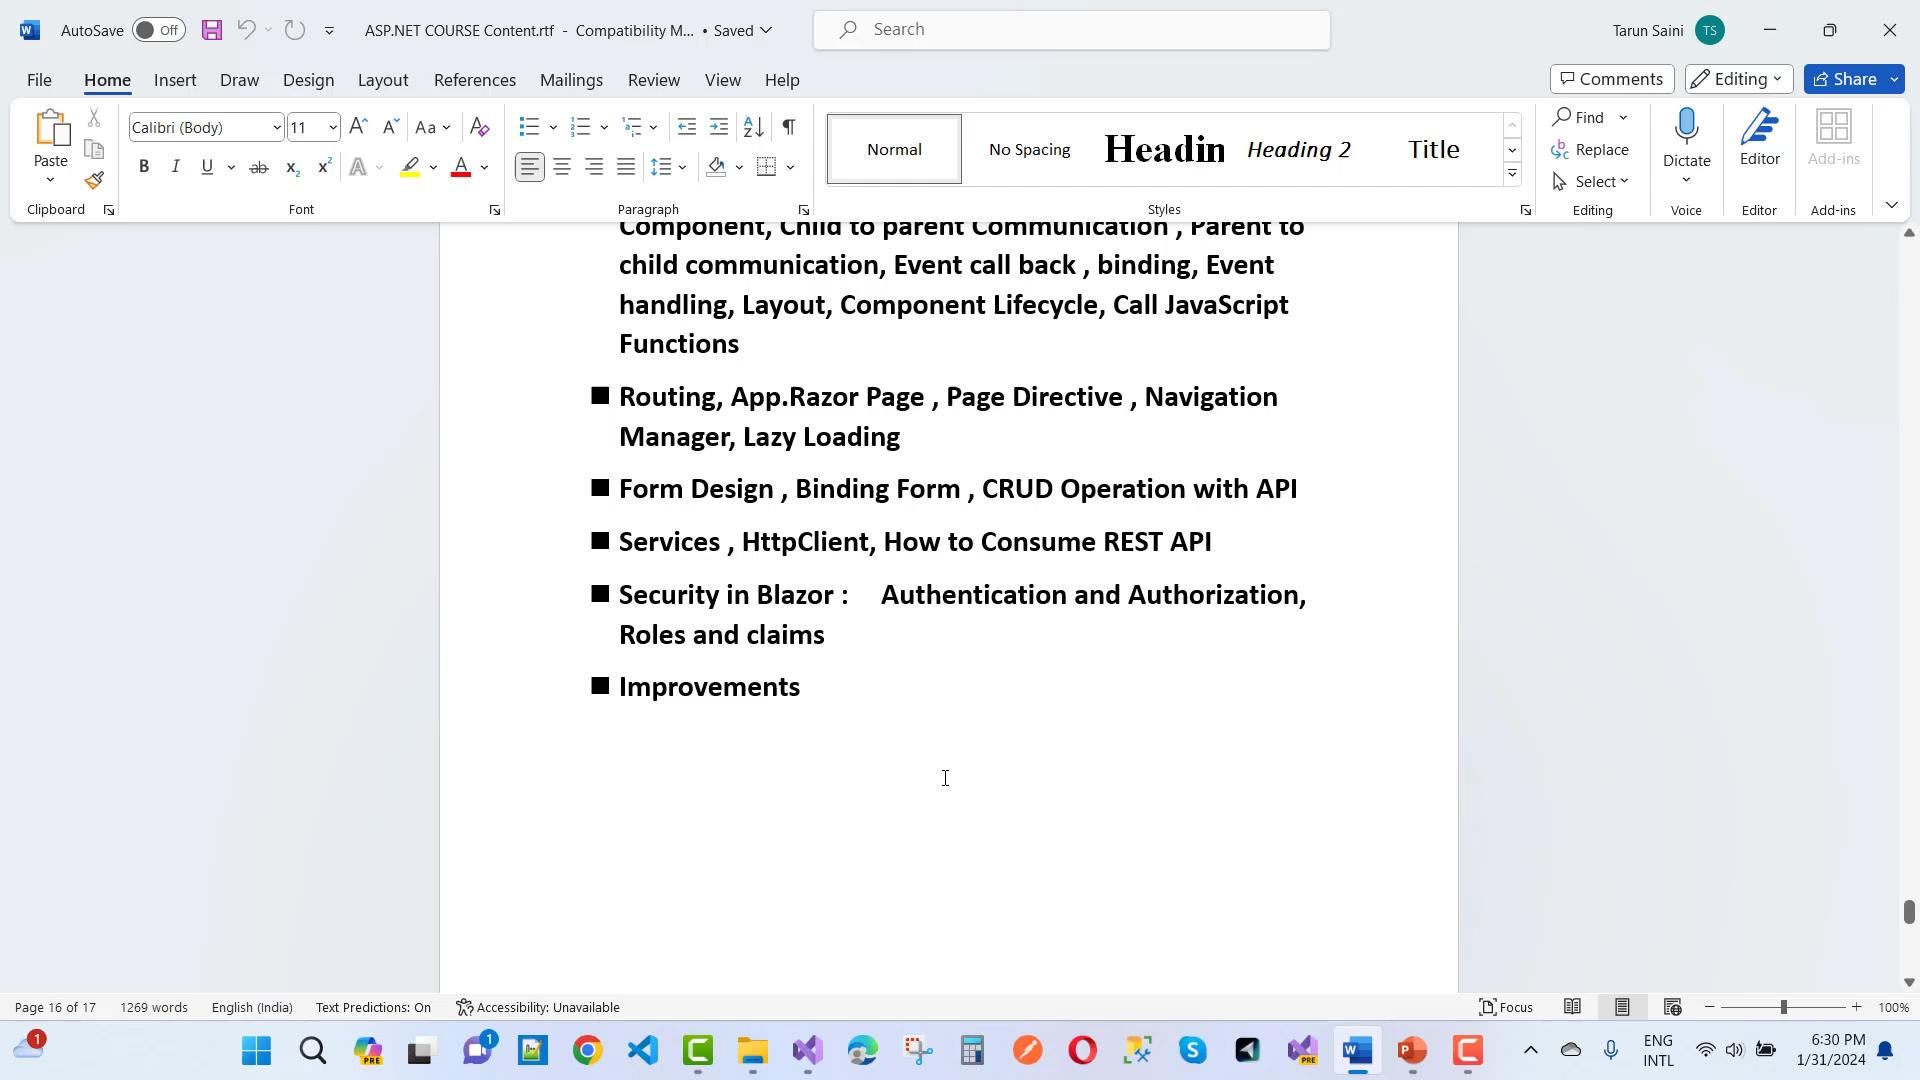 AutoSave Off ASP.NET COURSE Content.rtf - Compatibility M... • Saved Search Tarun Saini TS
File Home Insert Draw Design Layout References Mailings Review View Help Comments Editing Share
Paste Calibri (Body) 11 Aa Normal No Spacing Headin Heading 2 Title Find Replace Select Dictate Editor Add-ins
Clipboard Font Paragraph Styles Editing Voice Editor Add-ins
Component, Child to parent Communication , Parent to
child communication, Event call back , binding, Event
handling, Layout, Component Lifecycle, Call JavaScript
Functions
■ Routing, App.Razor Page , Page Directive , Navigation
Manager, Lazy Loading
■ Form Design , Binding Form , CRUD Operation with API
■ Services , HttpClient, How to Consume REST API
■ Security in Blazor : Authentication and Authorization,
Roles and claims
■ Improvements
Page 16 of 17 1269 words English (India) Text Predictions: On Accessibility: Unavailable Focus 100%
1 PRE 1 PRE ENG 6:30 PM
INTL 1/31/2024